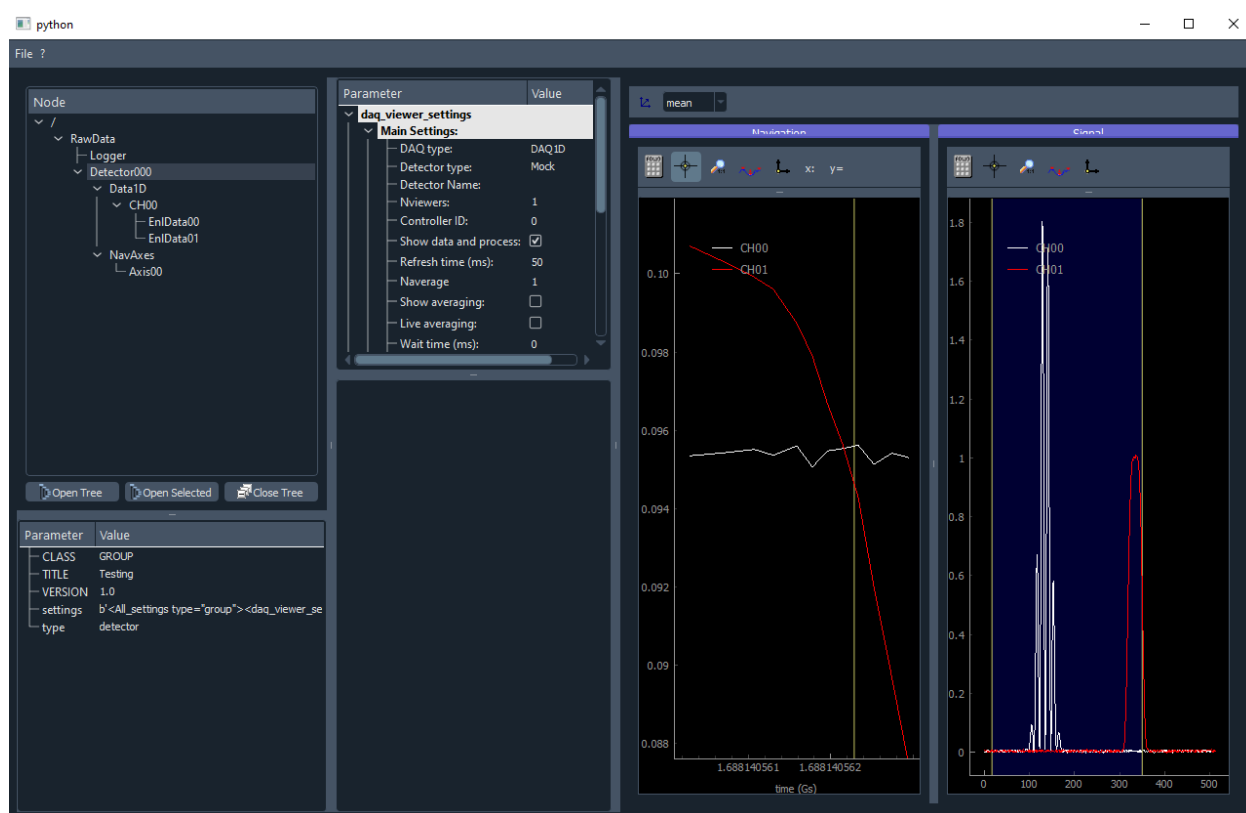 python
File ?
Node
/
RawData
Logger
Detector000
Data1D
CH00
EnlData00
EnlData01
NavAxes
Axis00
Open Tree Open Selected Close Tree
Parameter Value
CLASS GROUP
TITLE Testing
VERSION 1.0
settings b'<All_settings type="group"><daq_viewer_se
type detector
Parameter Value
daq_viewer_settings
Main Settings:
DAQ type: DAQ1D
Detector type: Mock
Detector Name:
Nviewers: 1
Controller ID: 0
Show data and process:
Refresh time (ms): 50
Naverage 1
Show averaging:
Live averaging:
Wait time (ms): 0
mean
Navigation
x: y=
CH00
CH01
0.10
0.098
0.096
0.094
0.092
0.09
0.088
1.688140561 1.688140562
time (Gs)
Signal
CH00
CH01
1.8
1.6
1.4
1.2
1
0.8
0.6
0.4
0.2
0
0 100 200 300 400 500